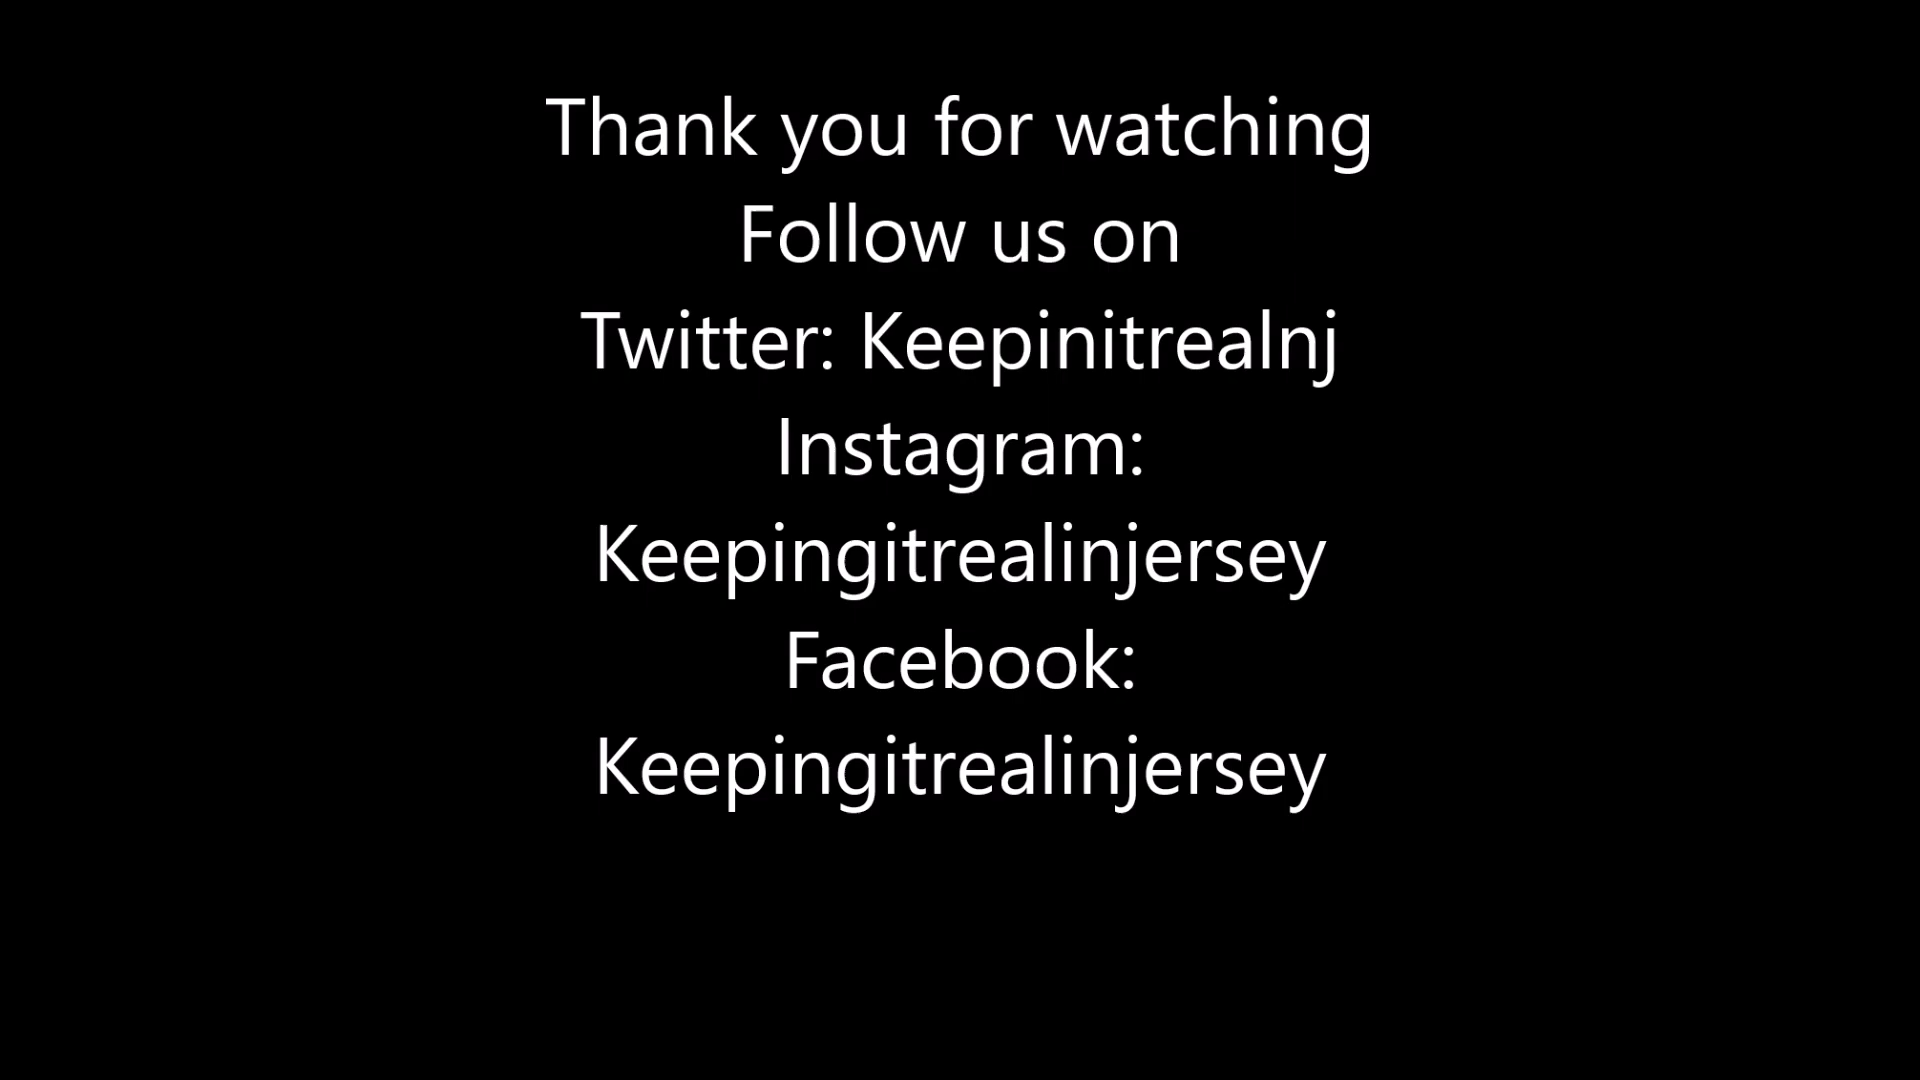 Thank you for watching
Follow us on
Twitter: Keepinitrealnj
Instagram:
Keepingitrealinjersey
Facebook:
Keepingitrealinjersey